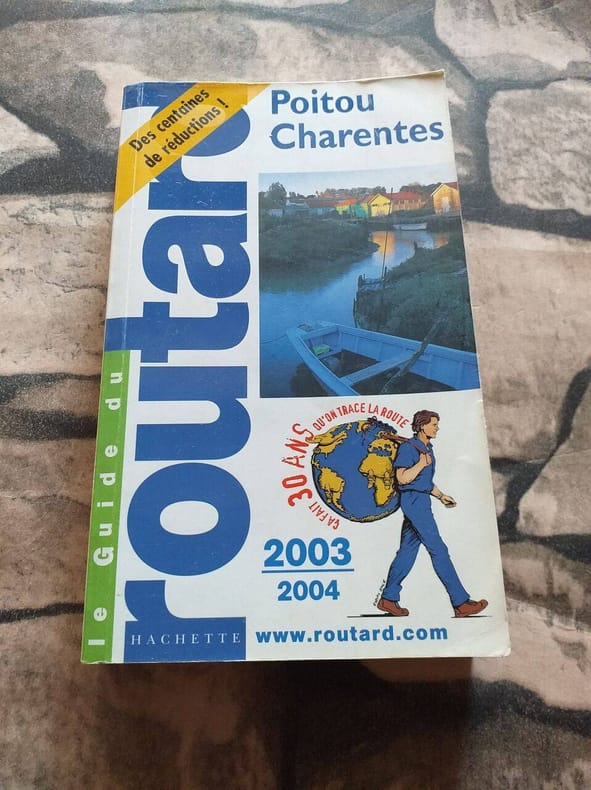 Des centaines
de réductions !
Poitou
Charentes
le Guide du
routard
ÇA FAIT 30 ANS QU'ON TRACE LA ROUTE
2003
2004
HACHETTE
www.routard.com